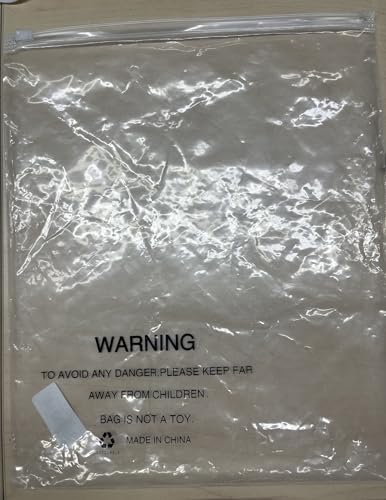 WARNING
TO AVOID ANY DANGER.PLEASE KEEP FAR
AWAY FROM CHILDREN.
BAG IS NOT A TOY.
MADE IN CHINA